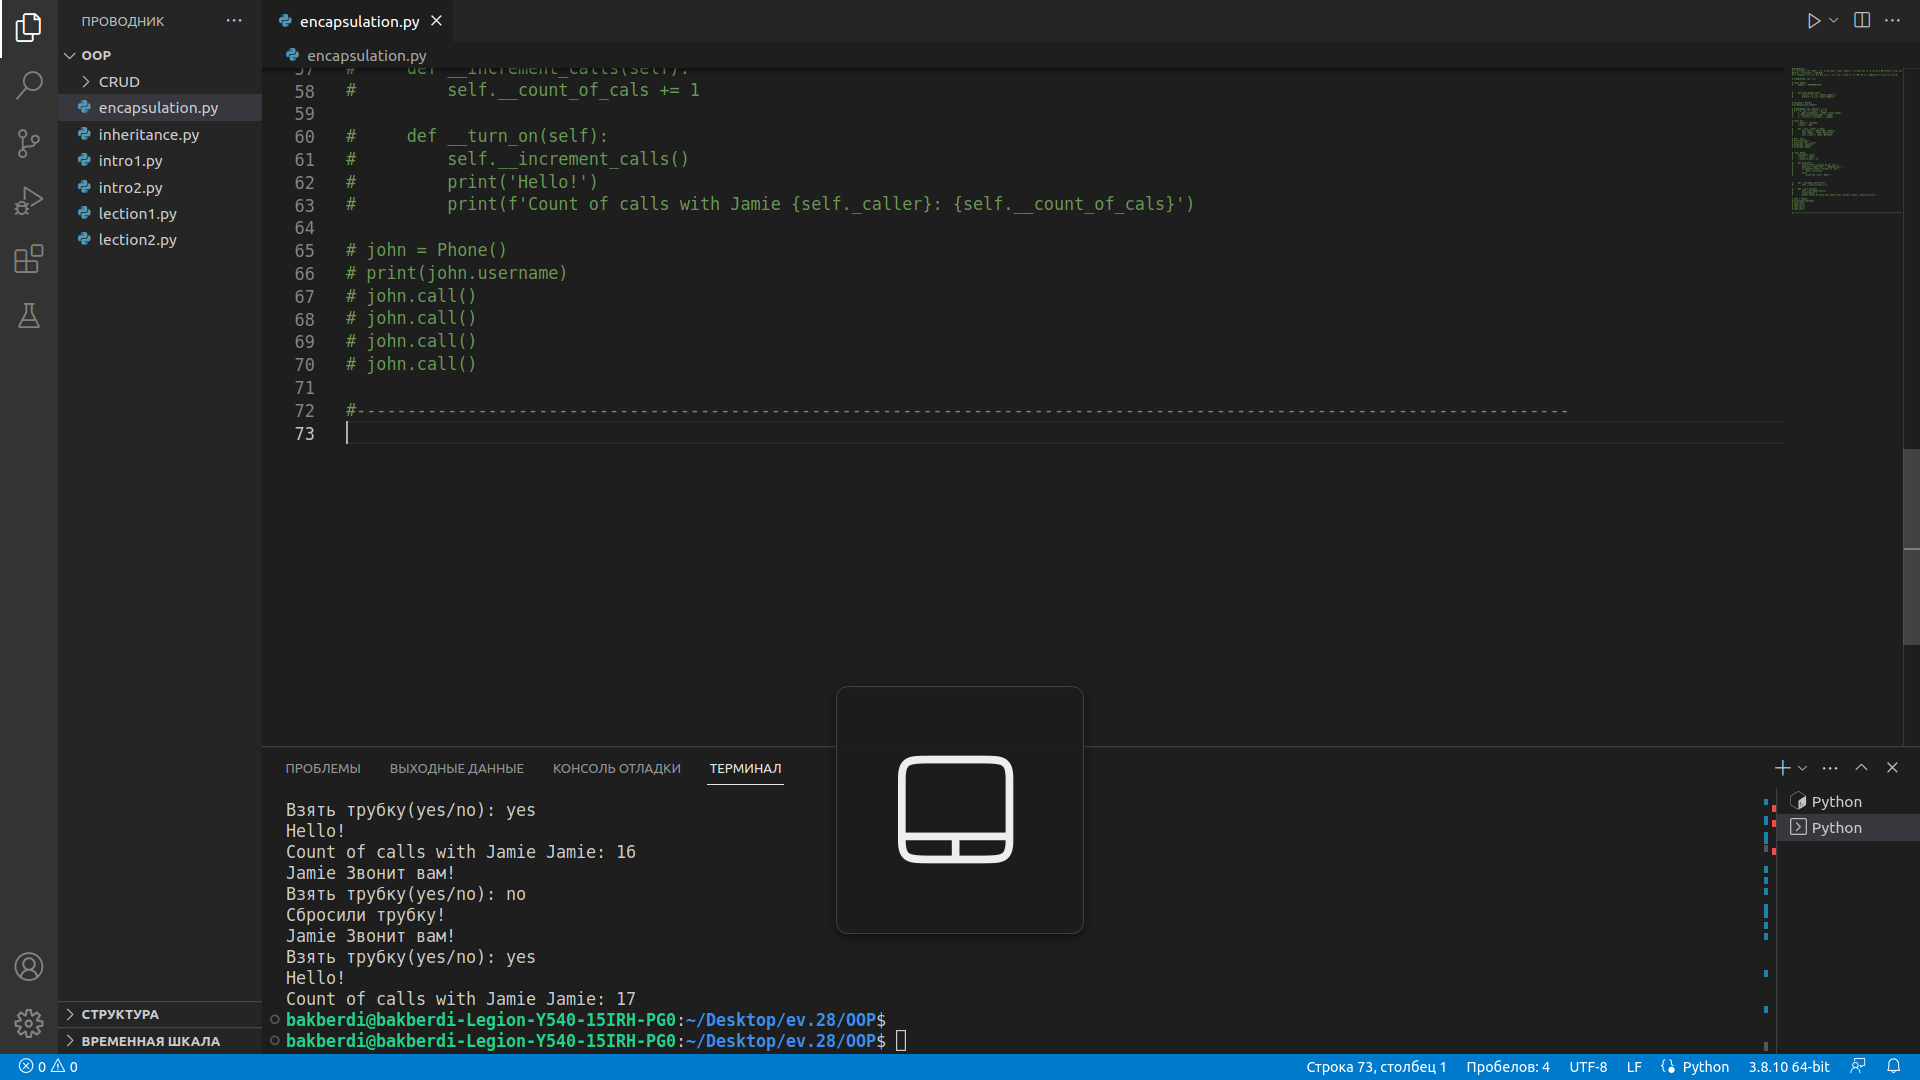 ПРОВОДНИК
OOP
CRUD
encapsulation.py
inheritance.py
intro1.py
intro2.py
lection1.py
lection2.py
СТРУКТУРА
ВРЕМЕННАЯ ШКАЛА
encapsulation.py
encapsulation.py
57 #     def __increment_calls(self):
58 #         self.__count_of_cals += 1
59
60 #     def __turn_on(self):
61 #         self.__increment_calls()
62 #         print('Hello!')
63 #         print(f'Count of calls with Jamie {self._caller}: {self.__count_of_cals}')
64
65 # john = Phone()
66 # print(john.username)
67 # john.call()
68 # john.call()
69 # john.call()
70 # john.call()
71
72 #------------------------------------------------------------------------------------------------------------------------
73
ПРОБЛЕМЫ ВЫХОДНЫЕ ДАННЫЕ КОНСОЛЬ ОТЛАДКИ ТЕРМИНАЛ
Взять трубку(yes/no): yes
Hello!
Count of calls with Jamie Jamie: 16
Jamie Звонит вам!
Взять трубку(yes/no): no
Сбросили трубку!
Jamie Звонит вам!
Взять трубку(yes/no): yes
Hello!
Count of calls with Jamie Jamie: 17
bakberdi@bakberdi-Legion-Y540-15IRH-PG0:~/Desktop/ev.28/OOP$
bakberdi@bakberdi-Legion-Y540-15IRH-PG0:~/Desktop/ev.28/OOP$
Python
Python
0 0 Строка 73, столбец 1 Пробелов: 4 UTF-8 LF Python 3.8.10 64-bit